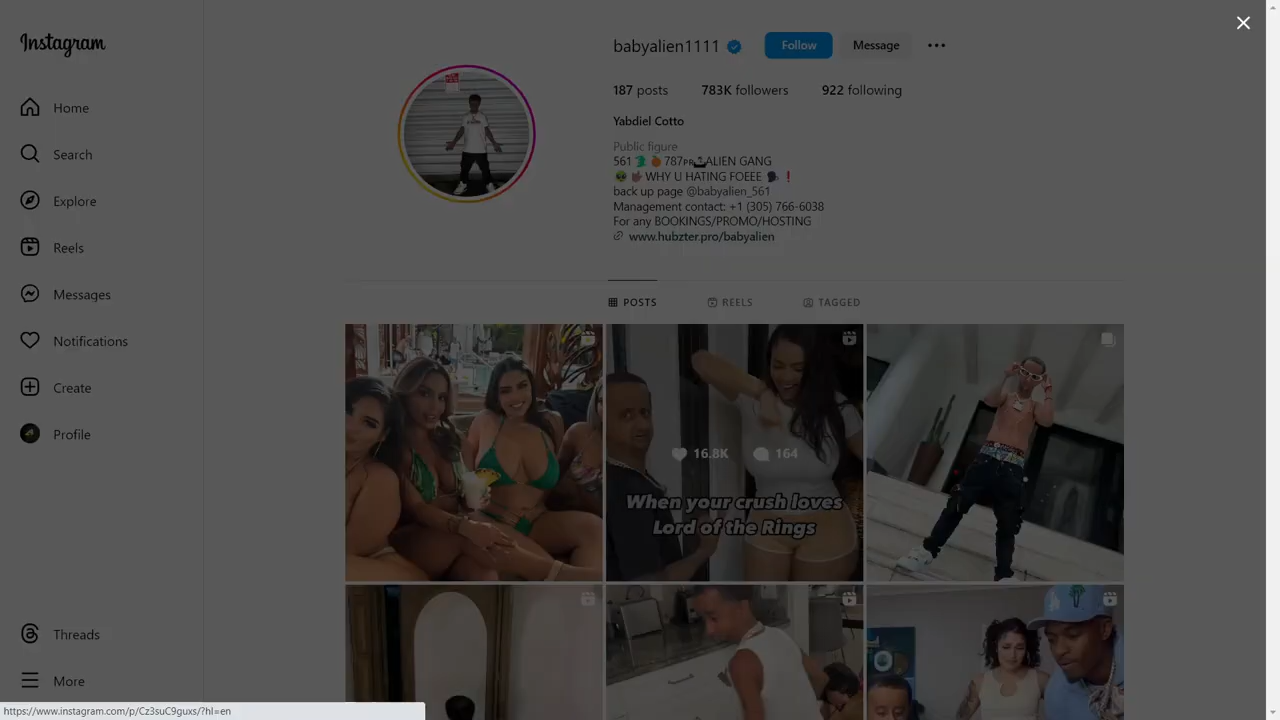 Instagram
babyalien1111
Follow
Message
187 posts
783K followers
922 following
Yabdiel Cotto
Public figure
561 787 ALIEN GANG
WHY U HATING FOEEE
back up page @babyalien_561
Management contact: +1 (305) 766-6038
For any BOOKINGS/PROMO/HOSTING
www.hubzter.pro/babyalien
Home
Search
Explore
Reels
Messages
Notifications
Create
Profile
Threads
More
POSTS
REELS
TAGGED
16.8K
164
When your crush loves
Lord of the Rings
https://www.instagram.com/p/Cz3suC9guxs/?hl=en